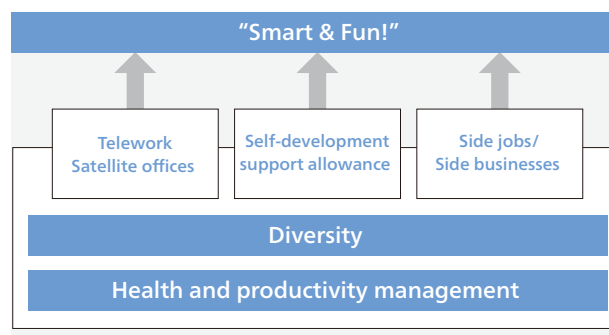 “Smart & Fun!”
Telework
Satellite offices
Self-development
support allowance
Side jobs/
Side businesses
Diversity
Health and productivity management